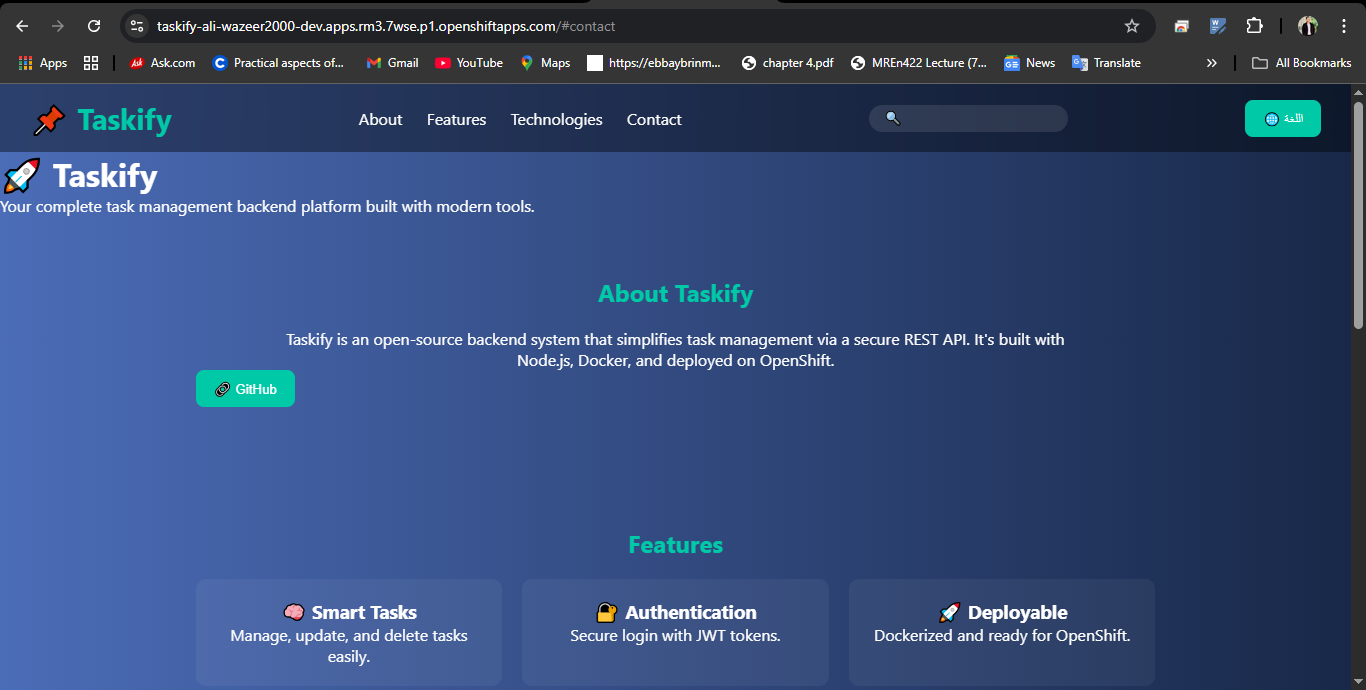 taskify-ali-wazeer2000-dev.apps.rm3.7wse.p1.openshiftapps.com/#contact
Apps
Ask Ask.com
Practical aspects of...
Gmail
YouTube
Maps
https://ebbaybrinm...
chapter 4.pdf
MREn422 Lecture (7...
News
Translate
All Bookmarks
Taskify
About
Features
Technologies
Contact
اللغة
Taskify
Your complete task management backend platform built with modern tools.
About Taskify
Taskify is an open-source backend system that simplifies task management via a secure REST API. It's built with
Node.js, Docker, and deployed on OpenShift.
GitHub
Features
Smart Tasks
Manage, update, and delete tasks
easily.
Authentication
Secure login with JWT tokens.
Deployable
Dockerized and ready for OpenShift.